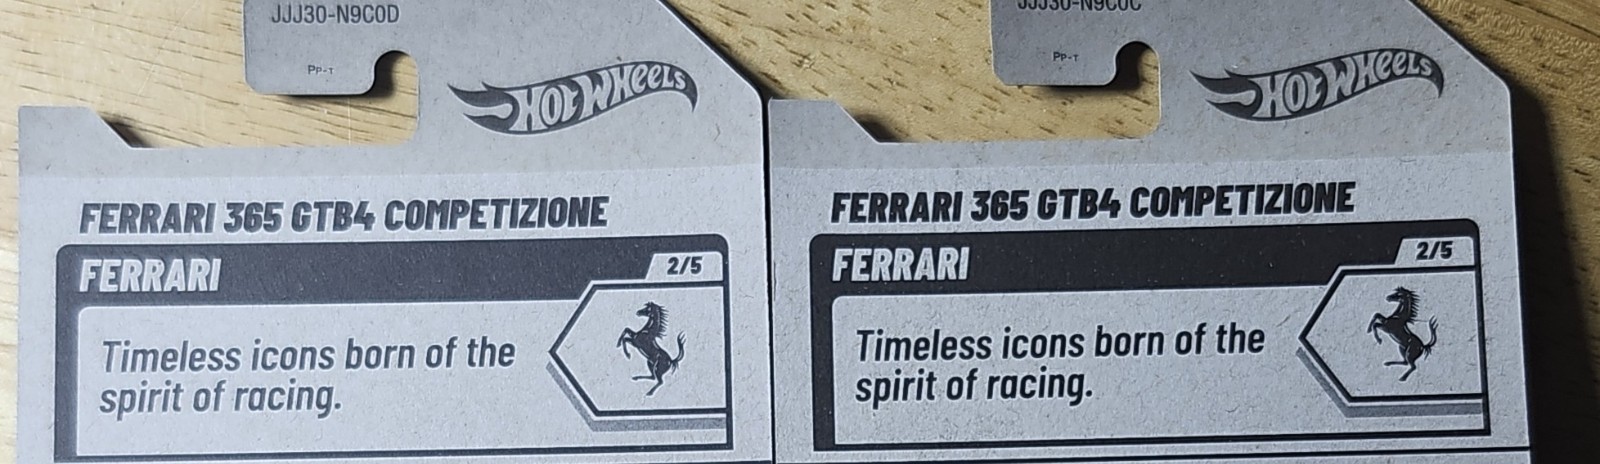 JJJ30-N9C0D
PP-T
HOT WHEELS
FERRARI 365 GTB4 COMPETIZIONE
FERRARI
2/5
Timeless icons born of the
spirit of racing.
JJJ30-N9C0C
PP-T
HOT WHEELS
FERRARI 365 GTB4 COMPETIZIONE
FERRARI
2/5
Timeless icons born of the
spirit of racing.